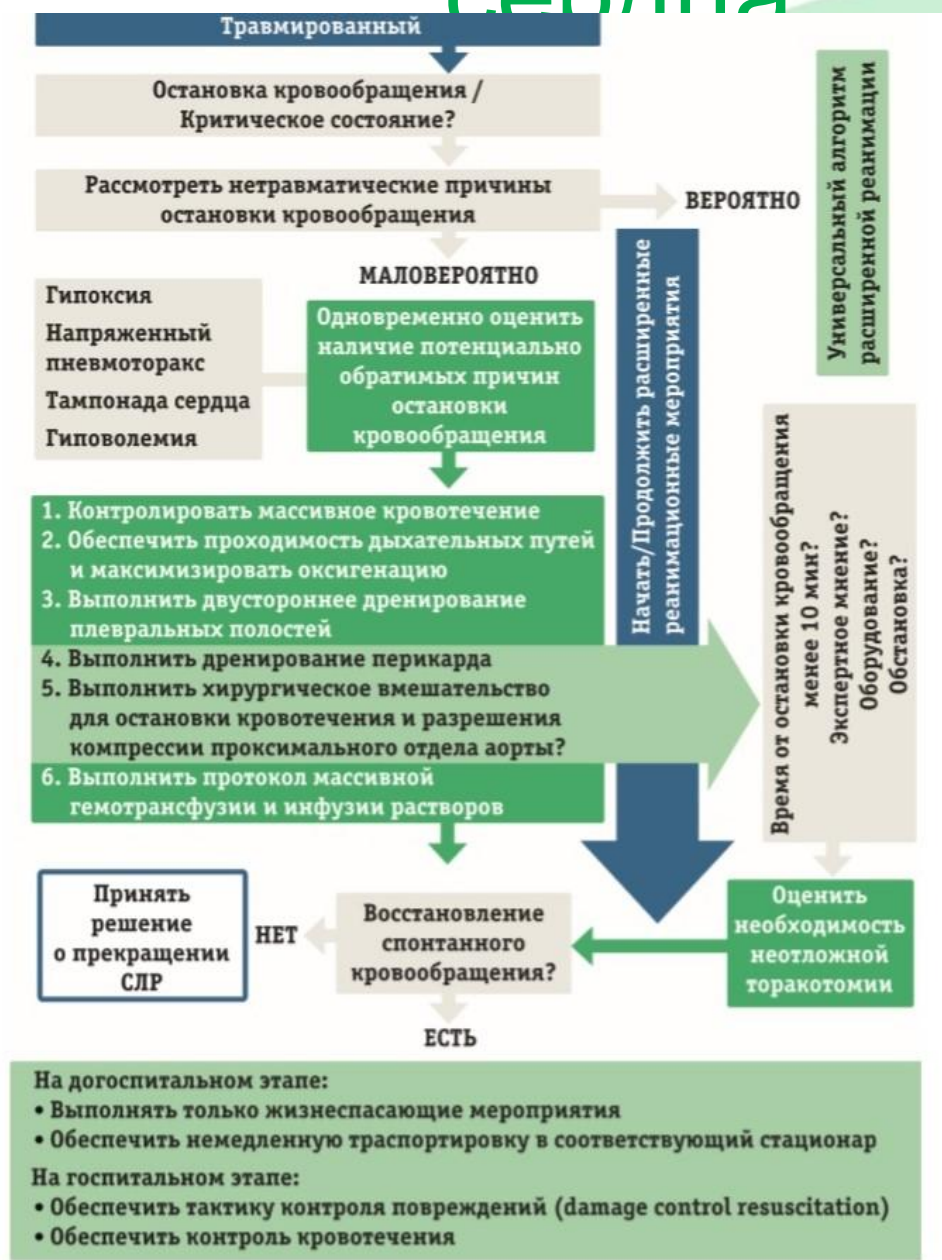 Травмированный
Остановка кровообращения /
Критическое состояние?
Рассмотреть нетравматические причины
остановки кровообращения
ВЕРОЯТНО
Универсальный алгоритм
расширенной реанимации
МАЛОВЕРОЯТНО
Гипоксия
Напряженный
пневмоторакс
Тампонада сердца
Гиповолемия
Одновременно оценить
наличие потенциально
обратимых причин
остановки
кровообращения
Начать/Продолжить расширенные
реанимационные мероприятия
1. Контролировать массивное кровотечение
2. Обеспечить проходимость дыхательных путей
и максимизировать оксигенацию
3. Выполнить двустороннее дренирование
плевральных полостей
4. Выполнить дренирование перикарда
5. Выполнить хирургическое вмешательство
для остановки кровотечения и разрешения
компрессии проксимального отдела аорты?
6. Выполнить протокол массивной
гемотрансфузии и инфузии растворов
Время от остановки кровообращения
менее 10 мин?
Экспертное мнение?
Оборудование?
Обстановка?
Принять
решение
о прекращении
СЛР
НЕТ
Восстановление
спонтанного
кровообращения?
Оценить
необходимость
неотложной
торакотомии
ЕСТЬ
На догоспитальном этапе:
• Выполнять только жизнеспасающие мероприятия
• Обеспечить немедленную траспортировку в соответствующий стационар
На госпитальном этапе:
• Обеспечить тактику контроля повреждений (damage control resuscitation)
• Обеспечить контроль кровотечения